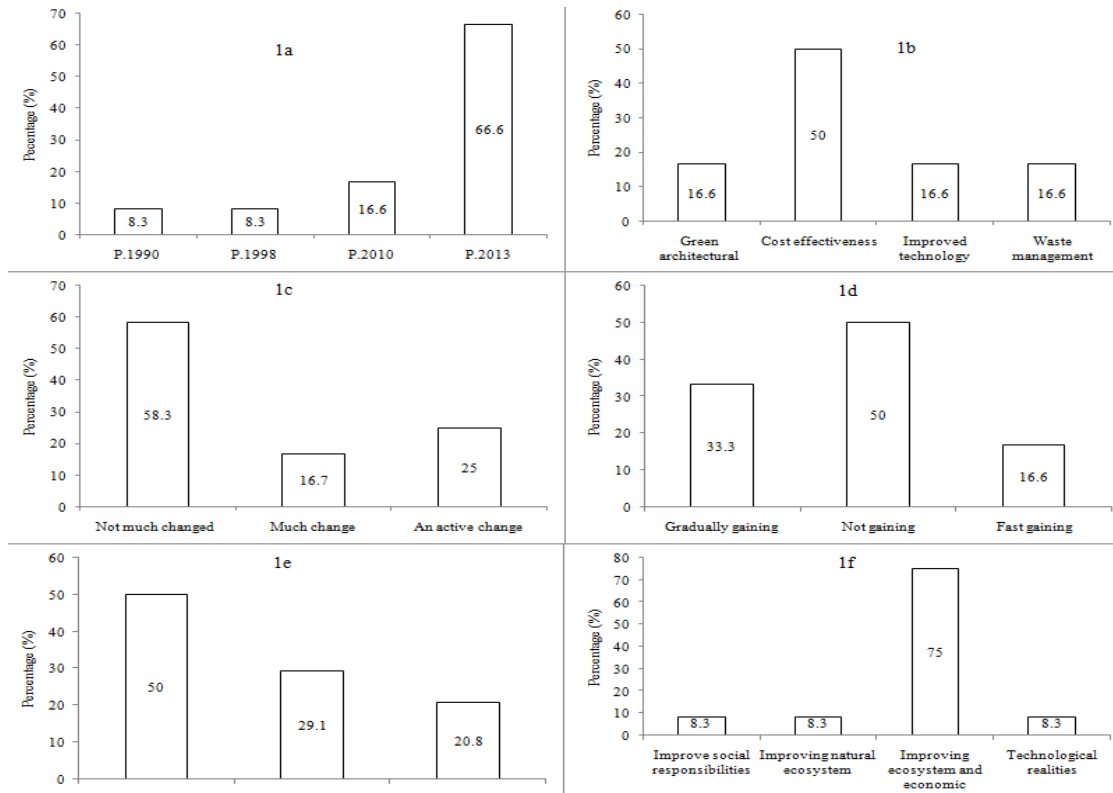 1a
Pecentage (%)
70
60
50
40
30
20
10
0
8.3
8.3
16.6
66.6
P.1990 P.1998 P.2010 P.2013
1b
Percentage (%)
60
50
40
30
20
10
0
16.6
50
16.6
16.6
Green architectural
Cost effectiveness
Improved technology
Waste management
1c
Percentage (%)
70
60
50
40
30
20
10
0
58.3
16.7
25
Not much changed Much change An active change
1d
Percentage (%)
60
50
40
30
20
10
0
33.3
50
16.6
Gradually gaining Not gaining Fast gaining
1e
Percentage (%)
60
50
40
30
20
10
0
50
29.1
20.8
1f
Percentage (%)
80
70
60
50
40
30
20
10
0
8.3
8.3
75
8.3
Improve social responsibilities
Improving natural ecosystem
Improving ecosystem and economic
Technological realities